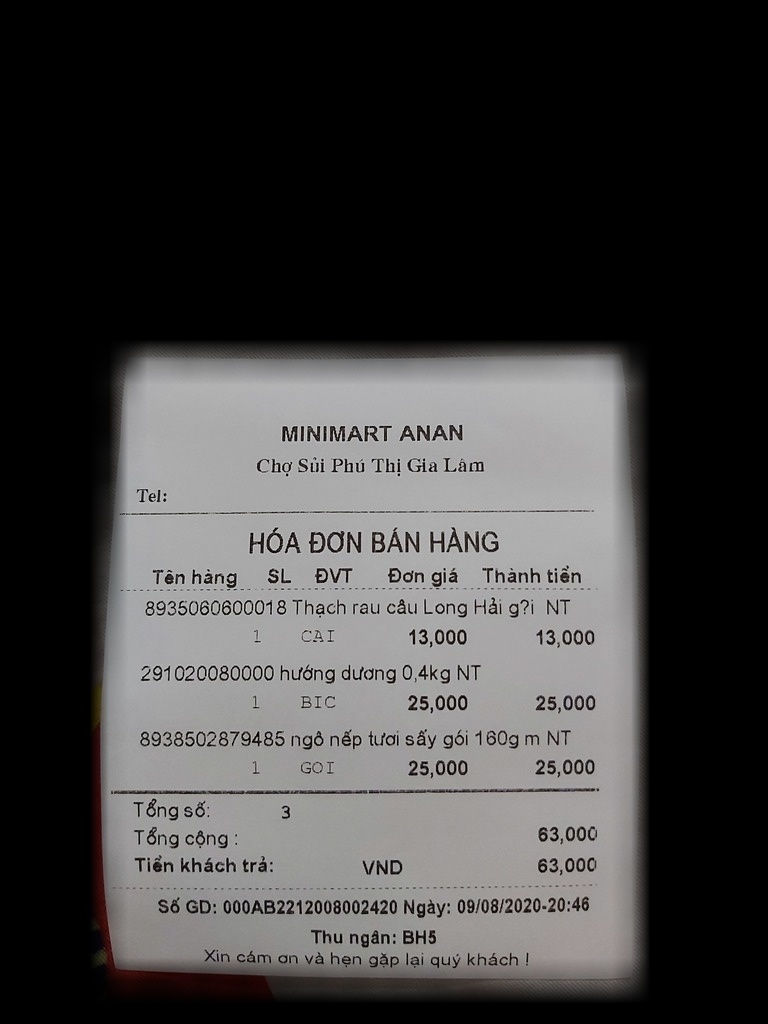 MINIMART ANAN
Chợ Sủi Phú Thị Gia Lâm
Tel:
HÓA ĐƠN BÁN HÀNG
Tên hàng SL ĐVT Đơn giá Thành tiền
8935060600018 Thạch rau câu Long Hải g?i NT
1 CAI 13,000 13,000
291020080000 hướng dương 0,4kg NT
1 BIC 25,000 25,000
8938502879485 ngô nếp tươi sấy gói 160g m NT
1 GOI 25,000 25,000
Tổng số: 3
Tổng cộng : 63,000
Tiền khách trả: VND 63,000
Số GD: 000AB2212008002420 Ngày: 09/08/2020-20:46
Thu ngân: BH5
Xin cám ơn và hẹn gặp lại quý khách !